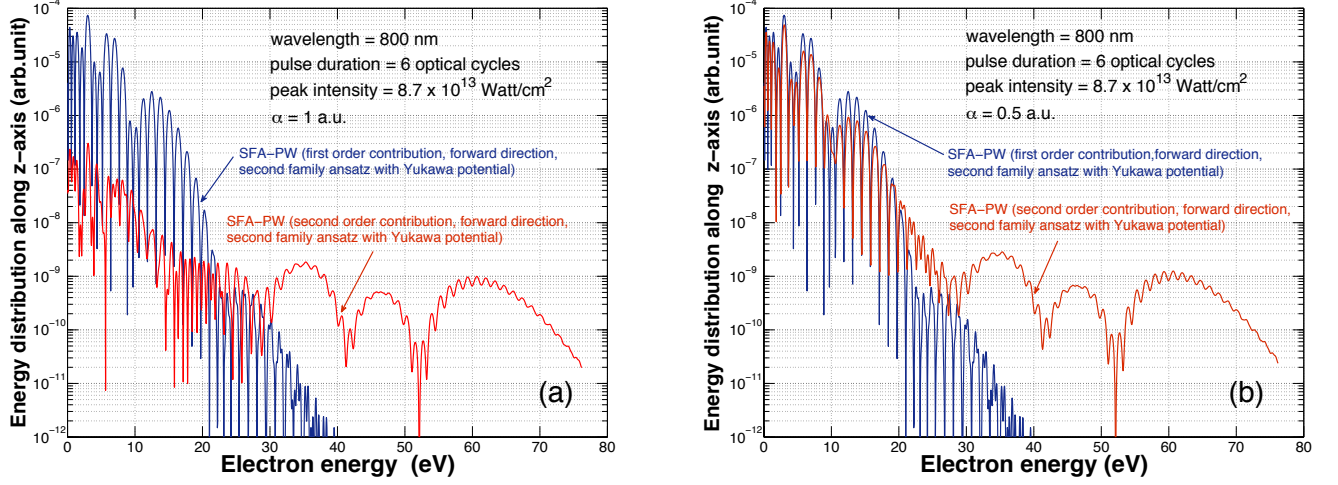 Energy distribution along z−axis (arb.unit)
10⁻⁴
10⁻⁵
10⁻⁶
10⁻⁷
10⁻⁸
10⁻⁹
10⁻¹⁰
10⁻¹¹
10⁻¹²
wavelength = 800 nm
pulse duration = 6 optical cycles
peak intensity = 8.7 x 10¹³ Watt/cm²
α = 1 a.u.
SFA−PW (first order contribution, forward direction,
second family ansatz with Yukawa potential)
SFA−PW (second order contribution, forward direction,
second family ansatz with Yukawa potential)
(a)
0 10 20 30 40 50 60 70 80
Electron energy (eV)
Energy distribution along z−axis (arb.unit)
10⁻⁴
10⁻⁵
10⁻⁶
10⁻⁷
10⁻⁸
10⁻⁹
10⁻¹⁰
10⁻¹¹
10⁻¹²
wavelength = 800 nm
pulse duration = 6 optical cycles
peak intensity = 8.7 x 10¹³ Watt/cm²
α = 0.5 a.u.
SFA−PW (first order contribution,forward direction,
second family ansatz with Yukawa potential)
SFA−PW (second order contribution, forward direction,
second family ansatz with Yukawa potential)
(b)
0 10 20 30 40 50 60 70 80
Electron energy (eV)